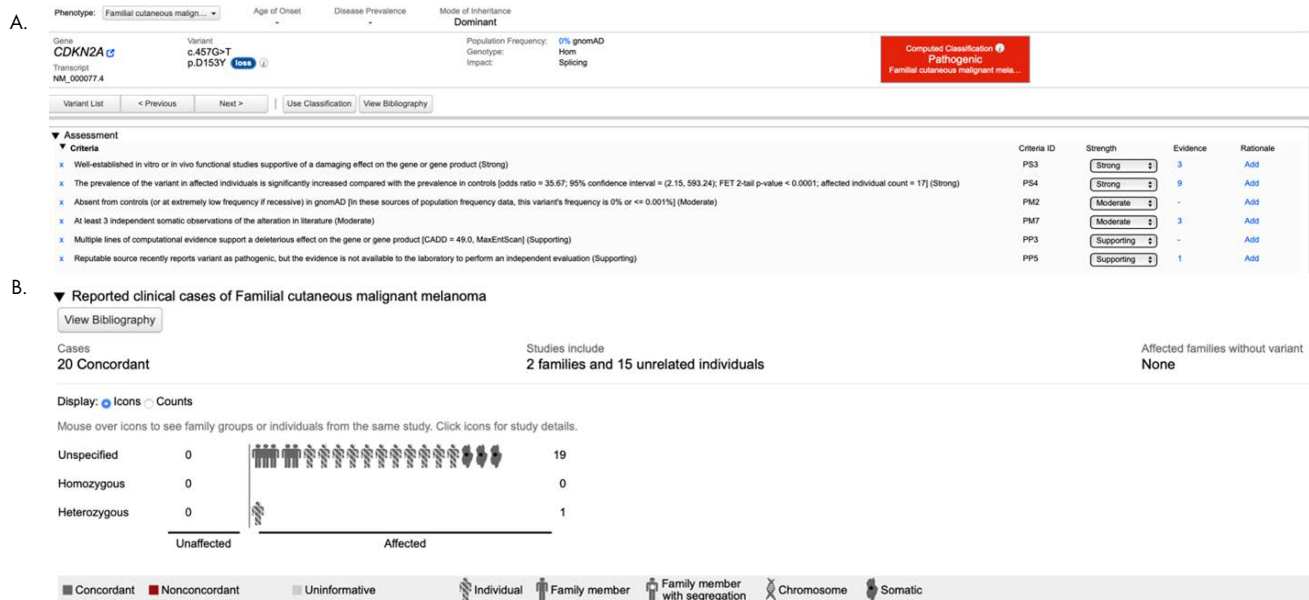 A.
Phenotype: Familial cutaneous malign...
Age of Onset
-
Disease Prevalence
-
Mode of Inheritance
Dominant
Gene
CDKN2A
Transcript
NM_000077.4
Variant
c.457G>T
p.D153Y loss i
Population Frequency: 0% gnomAD
Genotype: Hom
Impact: Splicing
Computed Classification i
Pathogenic
Familial cutaneous malignant mela...
Variant List < Previous Next > Use Classification View Bibliography
Assessment
Criteria Criteria ID Strength Evidence Rationale
x Well-established in vitro or in vivo functional studies supportive of a damaging effect on the gene or gene product (Strong) PS3 Strong 3 Add
x The prevalence of the variant in affected individuals is significantly increased compared with the prevalence in controls [odds ratio = 35.67; 95% confidence interval = (2.15, 593.24); FET 2-tail p-value < 0.0001; affected individual count = 17] (Strong) PS4 Strong 9 Add
x Absent from controls (or at extremely low frequency if recessive) in gnomAD [In these sources of population frequency data, this variant's frequency is 0% or <= 0.001%] (Moderate) PM2 Moderate - Add
x At least 3 independent somatic observations of the alteration in literature (Moderate) PM7 Moderate 3 Add
x Multiple lines of computational evidence support a deleterious effect on the gene or gene product [CADD = 49.0, MaxEntScan] (Supporting) PP3 Supporting - Add
x Reputable source recently reports variant as pathogenic, but the evidence is not available to the laboratory to perform an independent evaluation (Supporting) PP5 Supporting 1 Add
B.
Reported clinical cases of Familial cutaneous malignant melanoma
View Bibliography
Cases
20 Concordant
Studies include
2 families and 15 unrelated individuals
Affected families without variant
None
Display: Icons Counts
Mouse over icons to see family groups or individuals from the same study. Click icons for study details.
Unspecified 0 19
Homozygous 0 0
Heterozygous 0 1
Unaffected Affected
Concordant Nonconcordant Uninformative Individual Family member Family member with segregation Chromosome Somatic